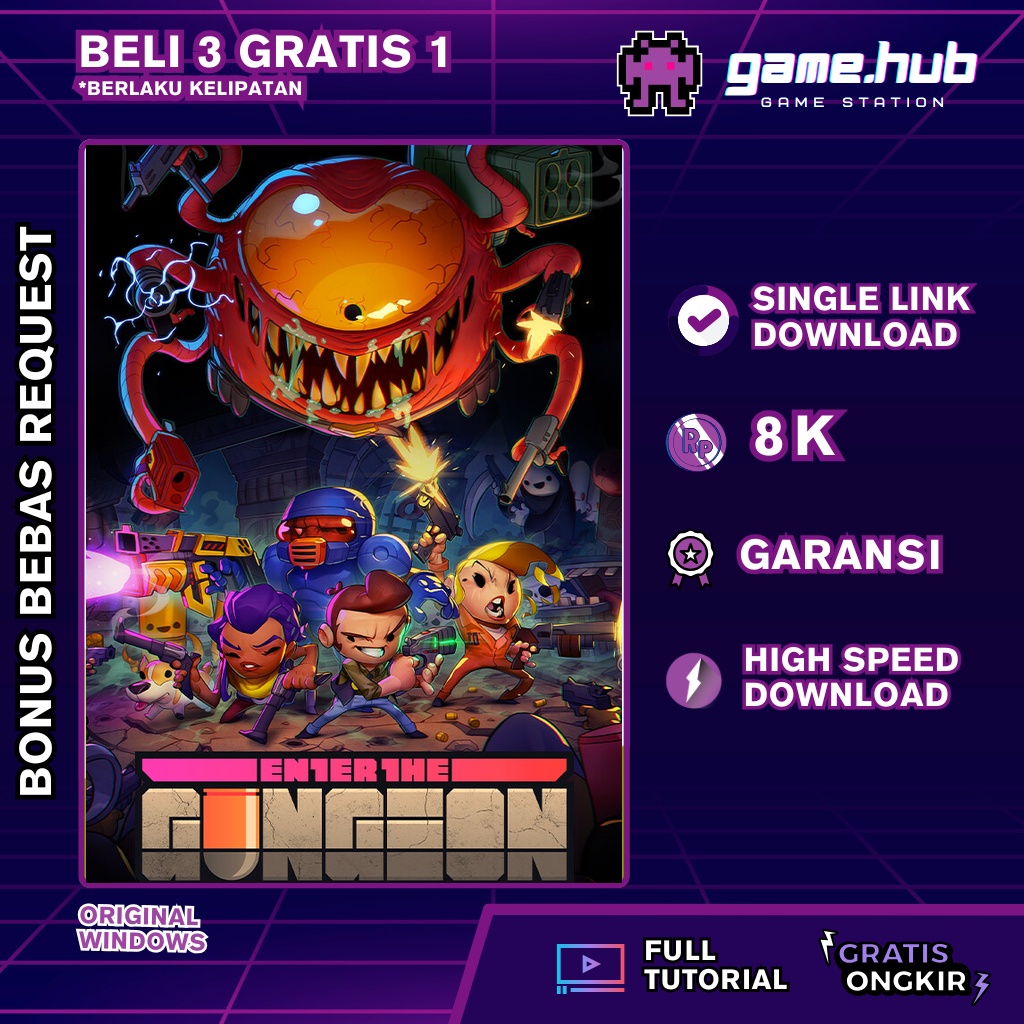 BELI 3 GRATIS 1
*BERLAKU KELIPATAN
game.hub
GAME STATION
BONUS BEBAS REQUEST
88
SINGLE LINK
DOWNLOAD
Rp
8K
GARANSI
HIGH SPEED
DOWNLOAD
ENTER THE
GUNGEON
ORIGINAL
WINDOWS
FULL
TUTORIAL
GRATIS
ONGKIR